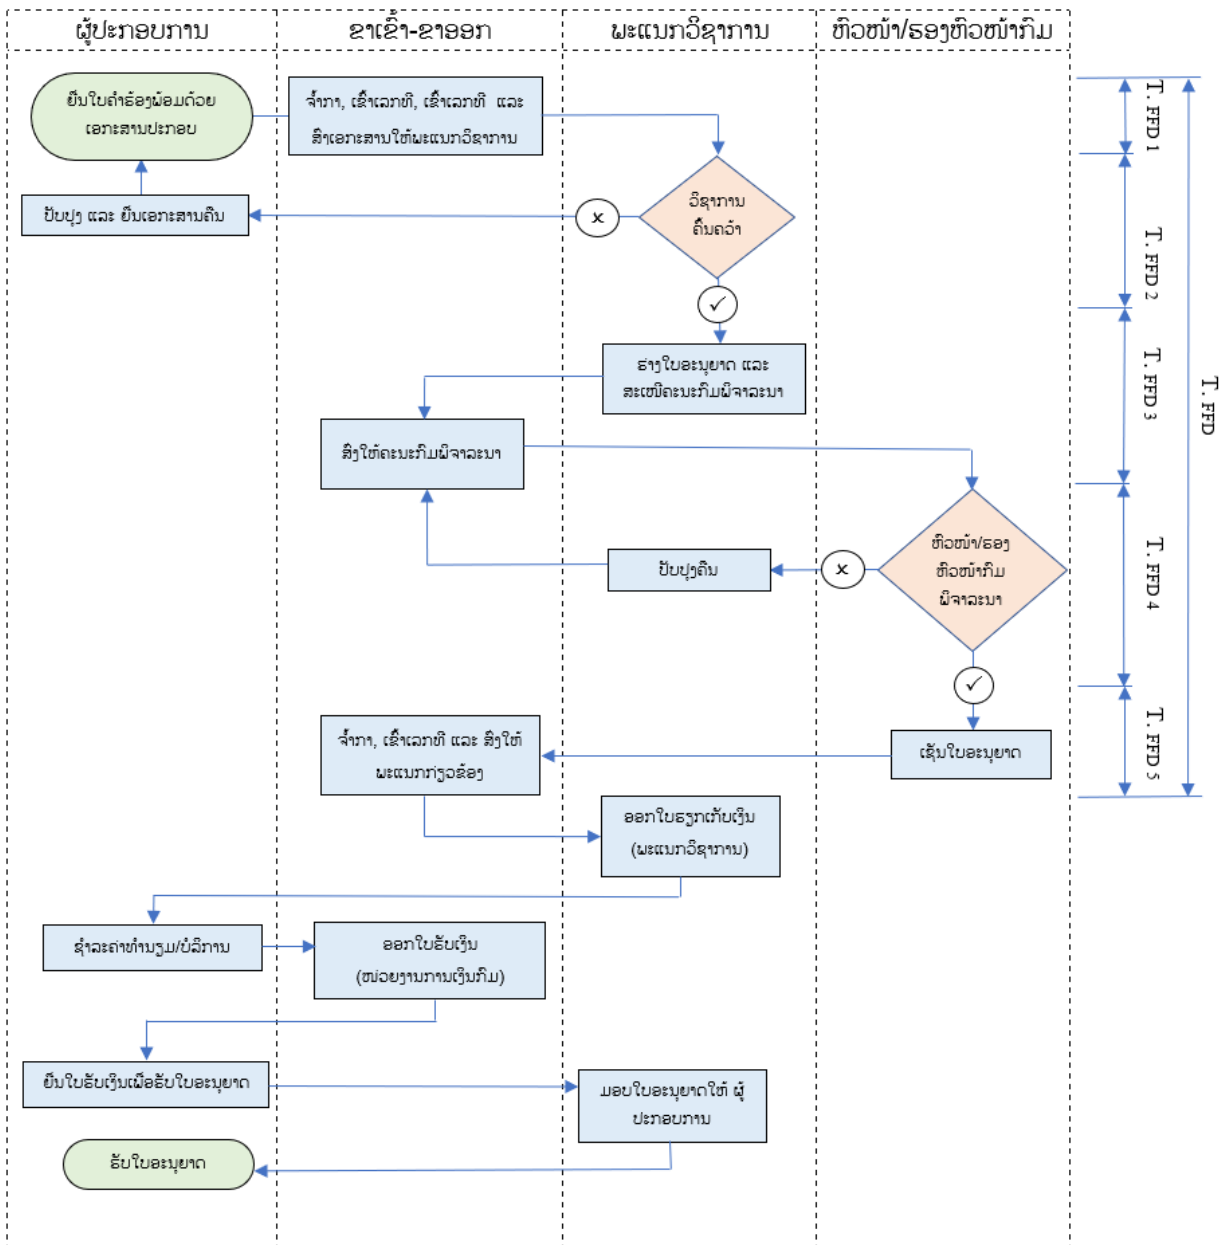 ຜູ້ປະກອບການ
ຂາເຂົ້າ-ຂາອອກ
ພະແນກວິຊາການ
ຫົວໜ້າ/ຮອງຫົວໜ້າກົມ
ຍື່ນໃບຄຳຮ້ອງພ້ອມດ້ວຍ
ເອກະສານປະກອບ
ຈ້ຳກາ, ເຂົ້າເລກທີ, ເຂົ້າເລກທີ ແລະ
ສົ່ງເອກະສານໃຫ້ພະແນກວິຊາການ
T. FFD 1
ປັບປຸງ ແລະ ຍື່ນເອກະສານຄືນ
x
ວິຊາການ
ຄົ້ນຄວ້າ
T. FFD 2
✓
ຮ່າງໃບອະນຸຍາດ ແລະ
ສະເໜີຄະນະກົມພິຈາລະນາ
T. FFD 3
T. FFD
ສົ່ງໃຫ້ຄະນະກົມພິຈາລະນາ
ຫົວໜ້າ/ຮອງ
ຫົວໜ້າກົມ
ພິຈາລະນາ
x
ປັບປຸງຄືນ
T. FFD 4
✓
ຈ້ຳກາ, ເຂົ້າເລກທີ ແລະ ສົ່ງໃຫ້
ພະແນກກ່ຽວຂ້ອງ
ເຊັນໃບອະນຸຍາດ
T. FFD 5
ອອກໃບຮຽກເກັບເງິນ
(ພະແນກວິຊາການ)
ຊຳລະຄ່າທຳນຽມ/ບໍລິການ
ອອກໃບຮັບເງິນ
(ໜ່ວຍງານການເງິນກົມ)
ຍື່ນໃບຮັບເງິນເພື່ອຮັບໃບອະນຸຍາດ
ມອບໃບອະນຸຍາດໃຫ້ ຜູ້
ປະກອບການ
ຮັບໃບອະນຸຍາດ